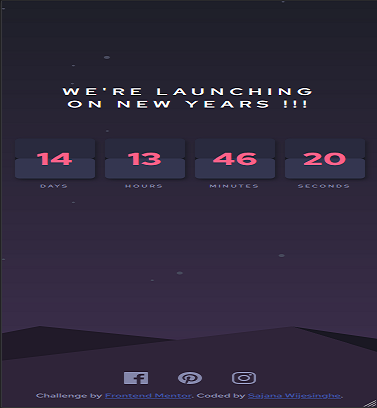 WE'RE LAUNCHING
ON NEW YEARS !!!
14 13 46 20
DAYS HOURS MINUTES SECONDS
Challenge by Frontend Mentor. Coded by Sajana Wijesinghe.